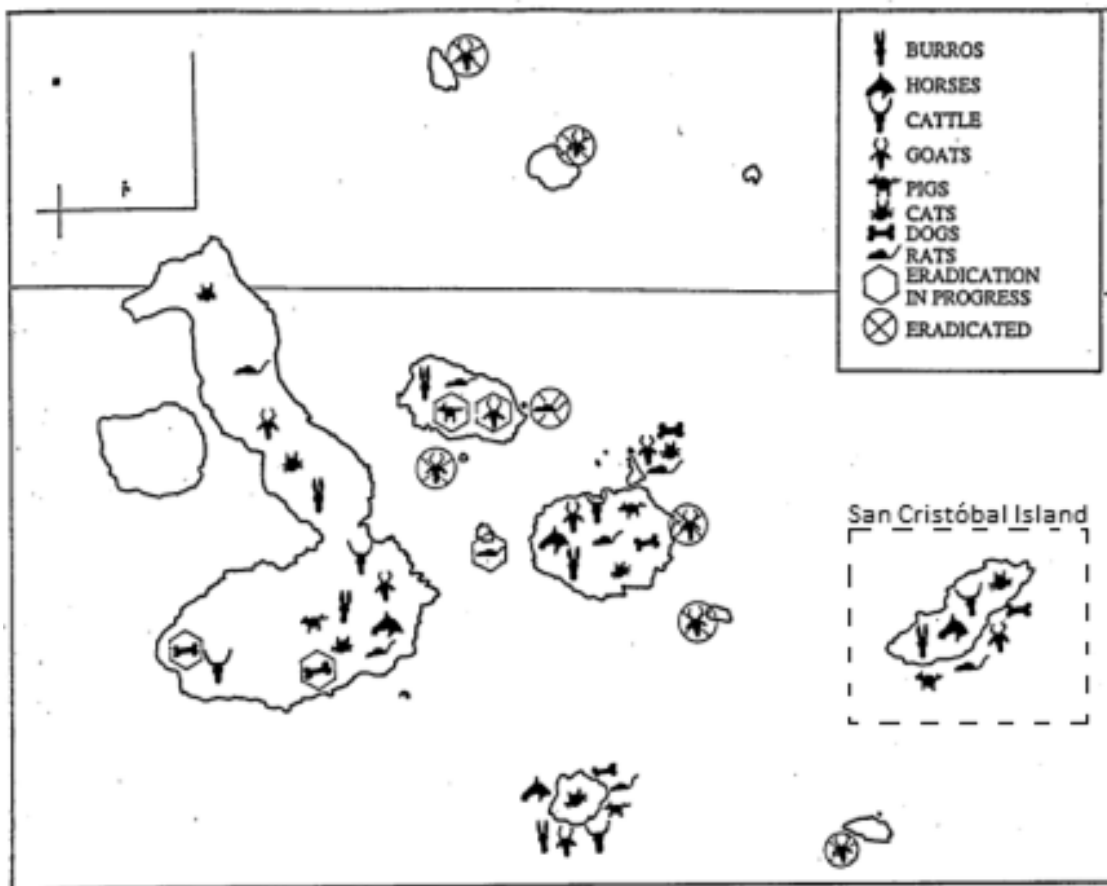 BURROS
HORSES
CATTLE
GOATS
PIGS
CATS
DOGS
RATS
ERADICATION
IN PROGRESS
ERADICATED
San Cristóbal Island